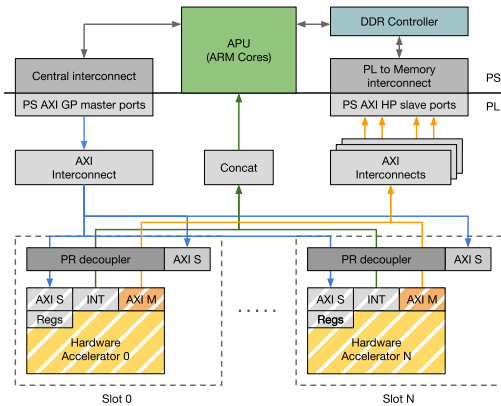 APU
(ARM Cores)
DDR Controller
Central interconnect
PL to Memory
interconnect
PS
PS AXI GP master ports
PS AXI HP slave ports
PL
AXI
Interconnect
Concat
AXI
Interconnects
PR decoupler
AXI S
PR decoupler
AXI S
AXI S
INT
AXI M
AXI S
INT
AXI M
Regs
Regs
Hardware
Accelerator 0
Hardware
Accelerator N
Slot 0
Slot N